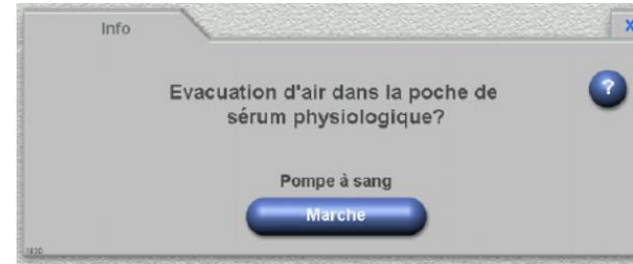 Info
X
Evacuation d'air dans la poche de
sérum physiologique?
?
Pompe à sang
Marche